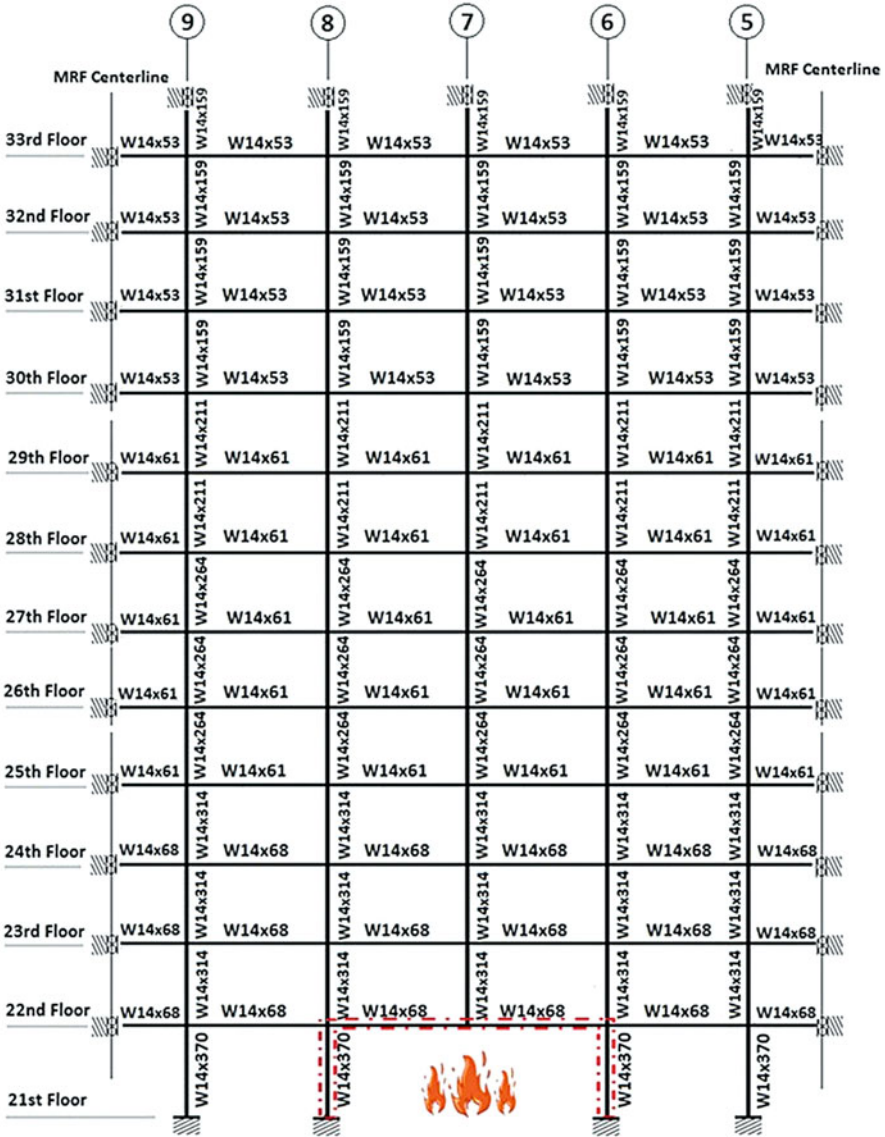 9 8 7 6 5
MRF Centerline MRF Centerline
W14x159 W14x159 W14x159 W14x159 W14x159
33rd Floor W14x53 W14x53 W14x53 W14x53 W14x53 W14x53
W14x159 W14x159 W14x159 W14x159 W14x159
32nd Floor W14x53 W14x53 W14x53 W14x53 W14x53 W14x53
W14x159 W14x159 W14x159 W14x159 W14x159
31st Floor W14x53 W14x53 W14x53 W14x53 W14x53 W14x53
W14x159 W14x159 W14x159 W14x159 W14x159
30th Floor W14x53 W14x53 W14x53 W14x53 W14x53 W14x53
W14x211 W14x211 W14x211 W14x211 W14x211
29th Floor W14x61 W14x61 W14x61 W14x61 W14x61 W14x61
W14x211 W14x211 W14x211 W14x211 W14x211
28th Floor W14x61 W14x61 W14x61 W14x61 W14x61 W14x61
W14x264 W14x264 W14x264 W14x264 W14x264
27th Floor W14x61 W14x61 W14x61 W14x61 W14x61 W14x61
W14x264 W14x264 W14x264 W14x264 W14x264
26th Floor W14x61 W14x61 W14x61 W14x61 W14x61 W14x61
W14x264 W14x264 W14x264 W14x264 W14x264
25th Floor W14x61 W14x61 W14x61 W14x61 W14x61 W14x61
W14x314 W14x314 W14x314 W14x314 W14x314
24th Floor W14x68 W14x68 W14x68 W14x68 W14x68 W14x68
W14x314 W14x314 W14x314 W14x314 W14x314
23rd Floor W14x68 W14x68 W14x68 W14x68 W14x68 W14x68
W14x314 W14x314 W14x314 W14x314 W14x314
22nd Floor W14x68 W14x68 W14x68 W14x68 W14x68 W14x68
W14x370 W14x370 W14x370 W14x370
21st Floor